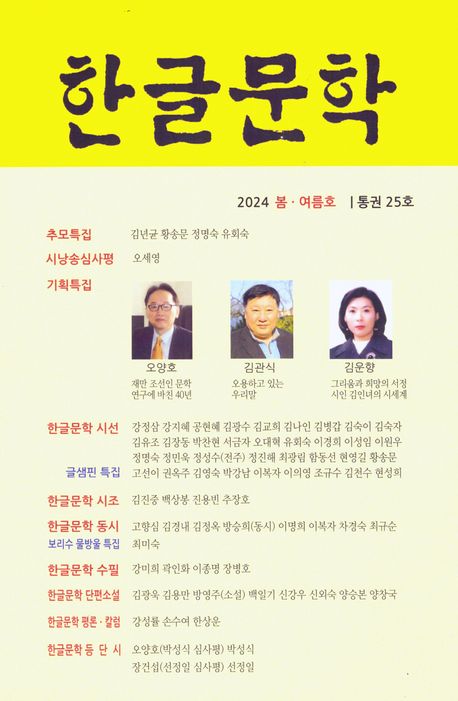 한글문학
2024 봄 · 여름호 | 통권 25호
추모특집 김년균 황송문 정명숙 유회숙
시낭송심사평 오세영
기획특집
오양호 김관식 김운향
재만 조선인 문학 오용하고 있는 그리움과 희망의 서정
연구에 바친 40년 우리말 시인 김인녀의 시세계
한글문학 시선 강정삼 강지혜 공현혜 김광수 김교희 김나인 김병갑 김숙이 김숙자
김유조 김장동 박찬현 서금자 오대혁 유회숙 이경희 이성임 이원우
정명숙 정민욱 정성수(전주) 정진해 최광림 함동선 현영길 황송문
글샘핀 특집 고선이 권옥주 김영숙 박강남 이복자 이의영 조규수 김천수 현성희
한글문학 시조 김진중 백상봉 진용빈 추장호
한글문학 동시 고향심 김경내 김정옥 방승희(동시) 이명희 이복자 차경숙 최규순
보리수 물방울 특집 최미숙
한글문학 수필 강미희 곽인화 이종명 장병호
한글문학 단편소설 김광욱 김용만 방영주(소설) 백일기 신강우 신외숙 양승본 양창국
한글문학 평론 · 칼럼 강성률 손수여 한상운
한글문학 등 단 시 오양호(박성식 심사평) 박성식
장건섭(선정일 심사평) 선정일